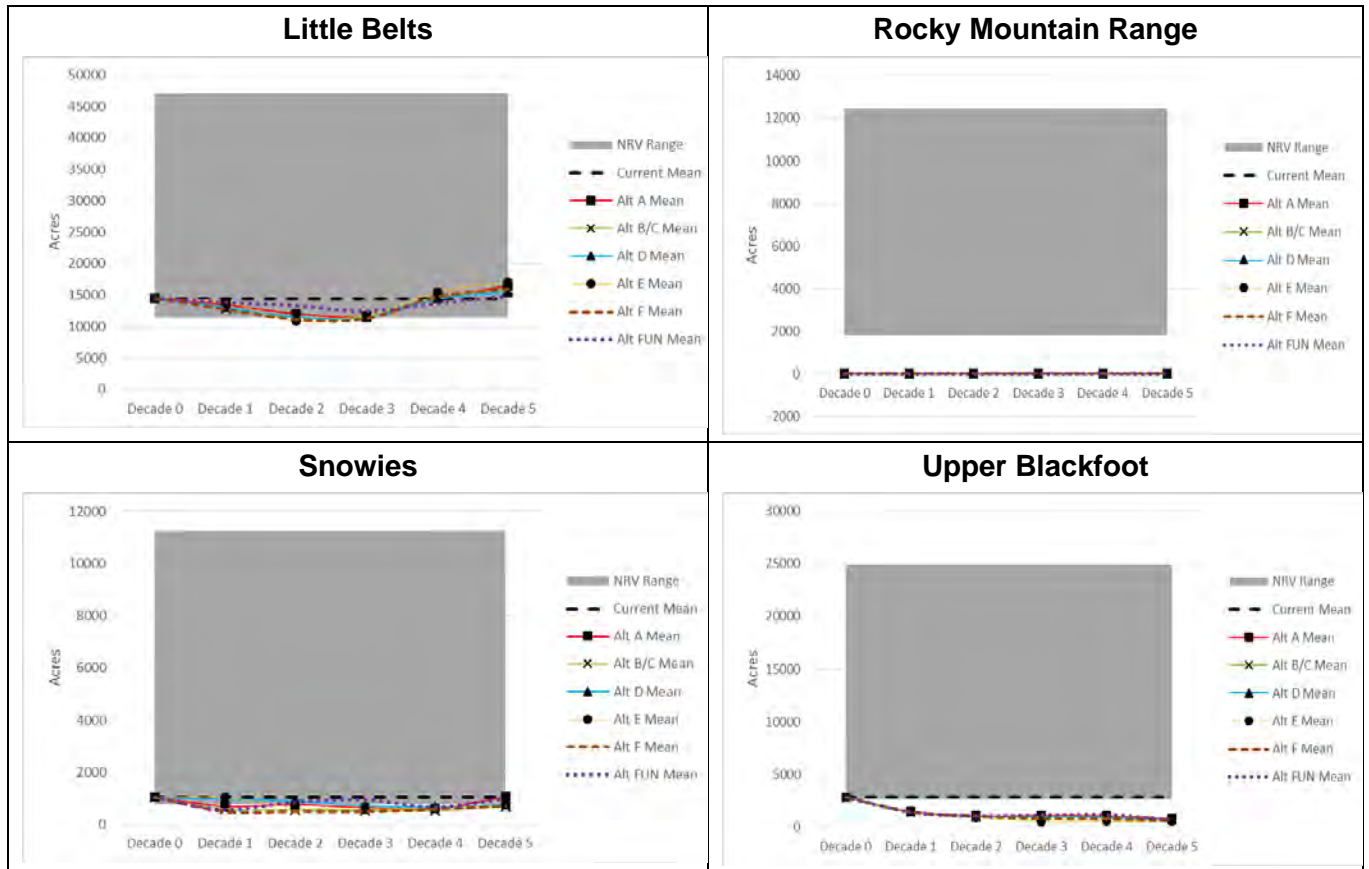 Little Belts
50000
45000
40000
35000
30000
25000
20000
15000
10000
5000
0
Acres
Decade 0 Decade 1 Decade 2 Decade 3 Decade 4 Decade 5
NRV Range
Current Mean
Alt A Mean
Alt B/C Mean
Alt D Mean
Alt E Mean
Alt F Mean
Alt FUN Mean
Rocky Mountain Range
14000
12000
10000
8000
6000
4000
2000
0
2000
Acres
Decade 0 Decade 1 Decade 2 Decade 3 Decade 4 Decade 5
NRV Range
Current Mean
Alt A Mean
Alt B/C Mean
Alt D Mean
Alt E Mean
Alt F Mean
Alt FUN Mean
Snowies
12000
10000
8000
6000
4000
2000
0
Acres
Decade 0 Decade 1 Decade 2 Decade 3 Decade 4 Decade 5
NRV Range
Current Mean
Alt A Mean
Alt B/C Mean
Alt D Mean
Alt E Mean
Alt F Mean
Alt FUN Mean
Upper Blackfoot
30000
25000
20000
15000
10000
5000
0
Acres
Decade 0 Decade 1 Decade 2 Decade 3 Decade 4 Decade 5
NRV Range
Current Mean
Alt A Mean
Alt B/C Mean
Alt D Mean
Alt E Mean
Alt F Mean
Alt FUN Mean